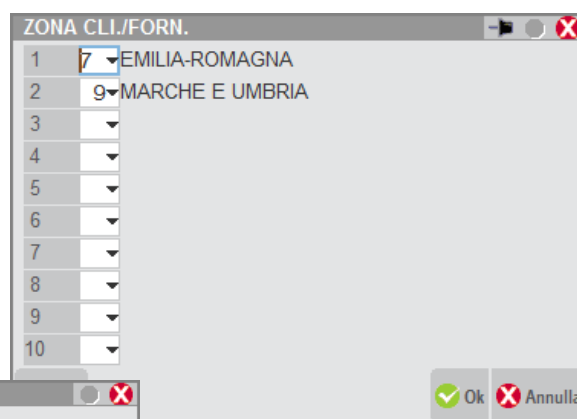 ZONA CLI./FORN.
1 7 EMILIA-ROMAGNA
2 9 MARCHE E UMBRIA
3
4
5
6
7
8
9
10
Ok Annulla